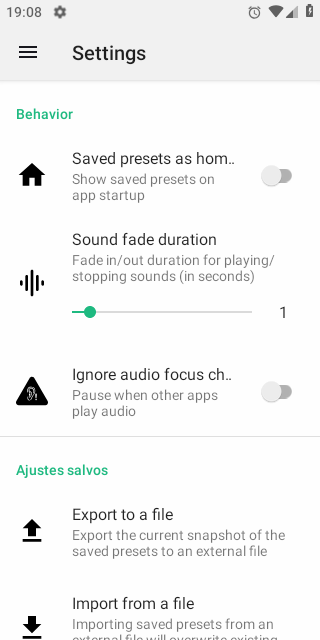 19:08
Settings
Behavior
Saved presets as hom..
Show saved presets on
app startup
Sound fade duration
Fade in/out duration for playing/
stopping sounds (in seconds)
1
Ignore audio focus ch..
Pause when other apps
play audio
Ajustes salvos
Export to a file
Export the current snapshot of the
saved presets to an external file
Import from a file
Importing saved presets from an
external file will overwrite existing